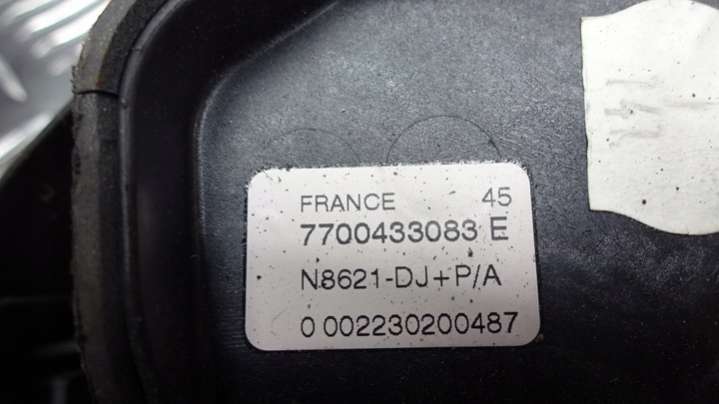 FRANCE 45
7700433083 E
N8621-DJ+P/A
0 002230200487